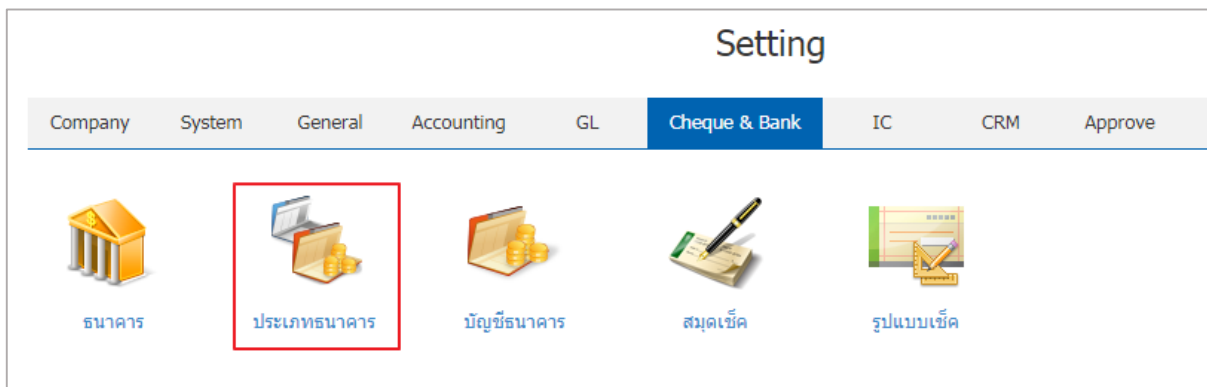 Setting
Company System General Accounting GL Cheque & Bank IC CRM Approve
ธนาคาร ประเภทธนาคาร บัญชีธนาคาร สมุดเช็ค รูปแบบเช็ค